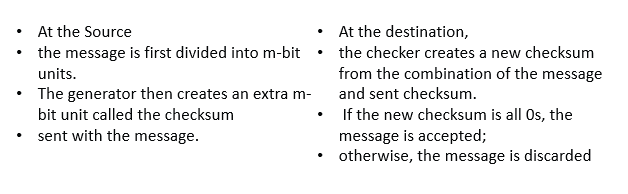 • At the Source
• the message is first divided into m-bit
units.
• The generator then creates an extra m-
bit unit called the checksum
• sent with the message.
• At the destination,
• the checker creates a new checksum
from the combination of the message
and sent checksum.
• If the new checksum is all 0s, the
message is accepted;
• otherwise, the message is discarded